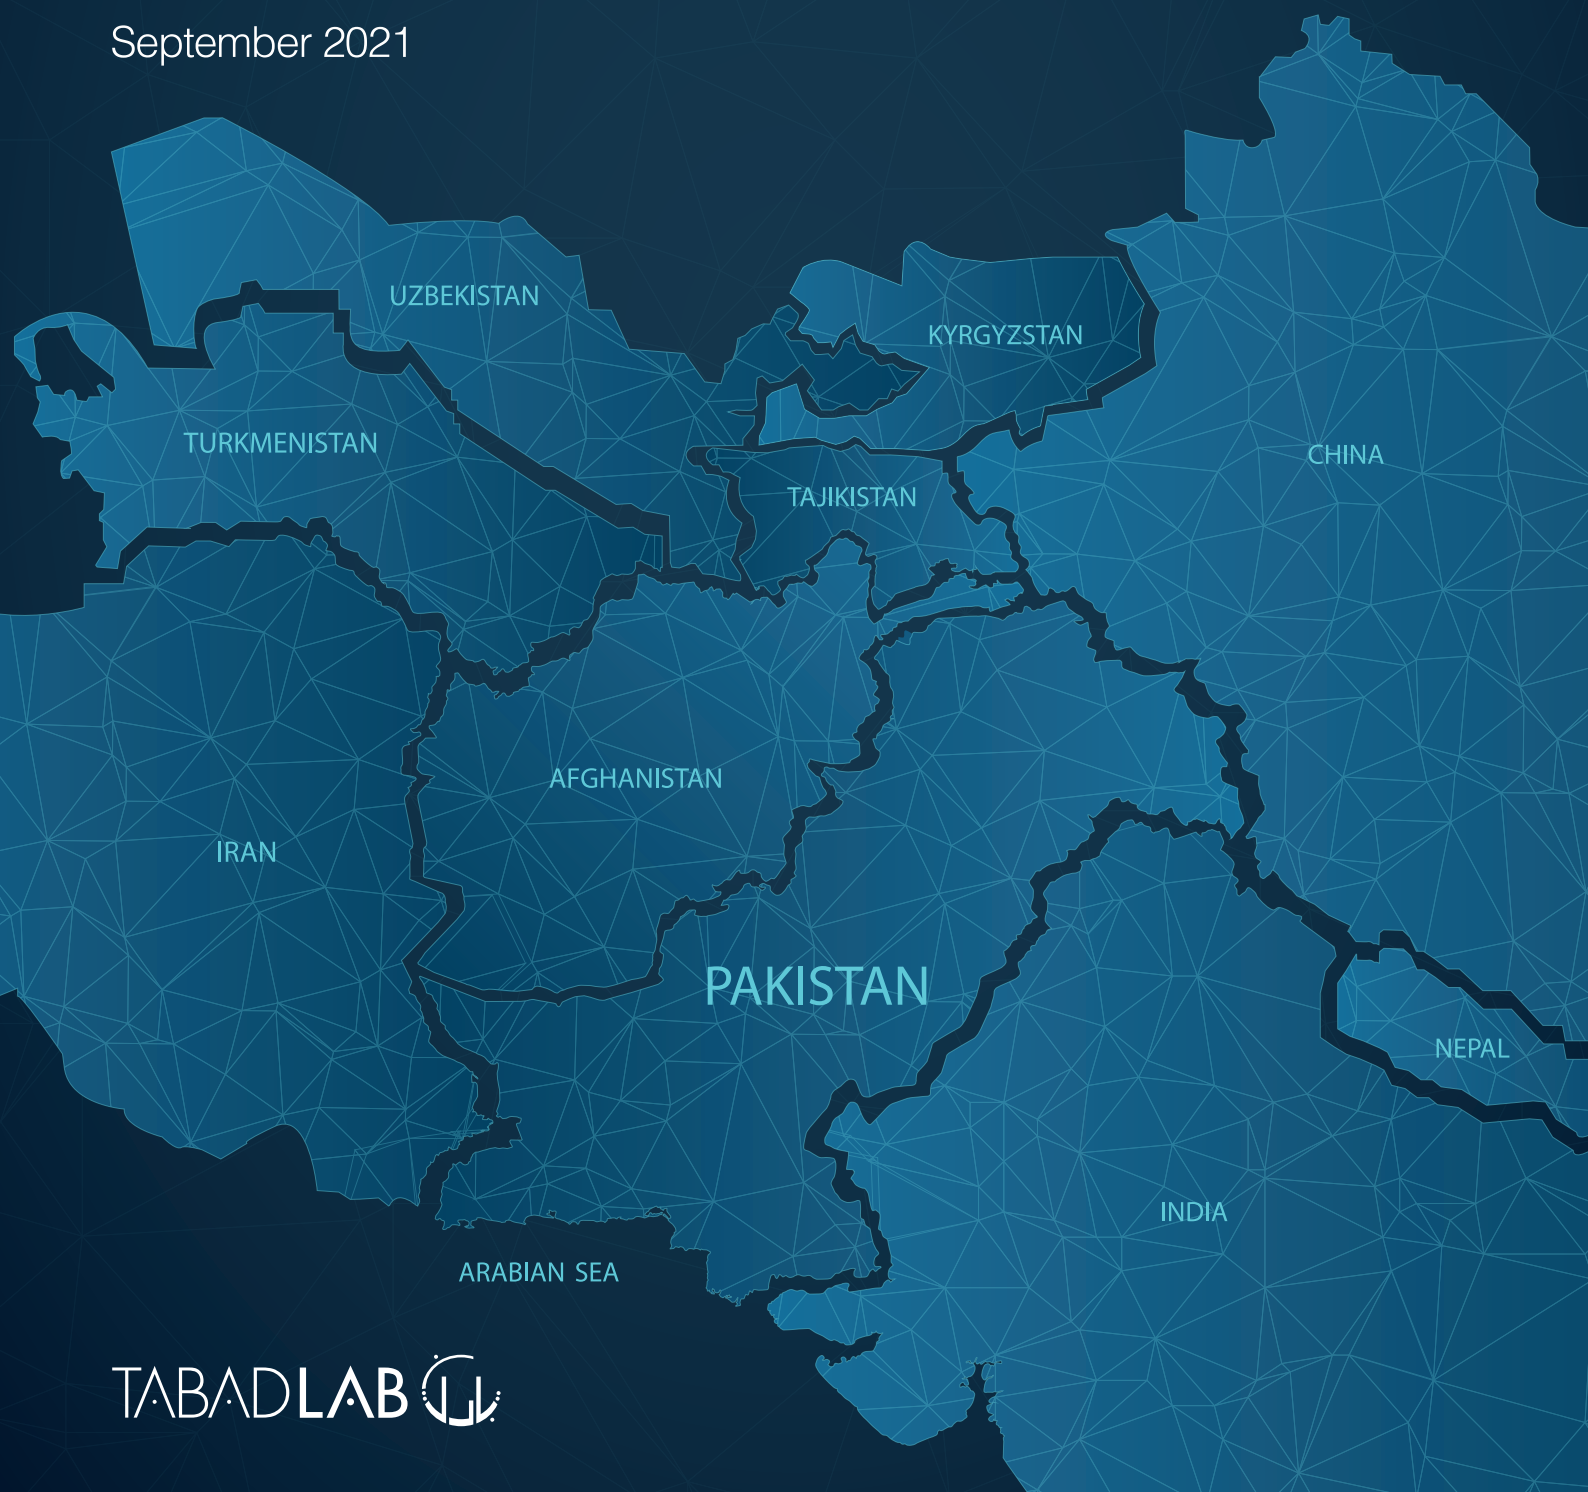 September 2021
UZBEKISTAN
KYRGYZSTAN
TURKMENISTAN
CHINA
TAJIKISTAN
AFGHANISTAN
IRAN
PAKISTAN
NEPAL
INDIA
ARABIAN SEA
TABADLAB